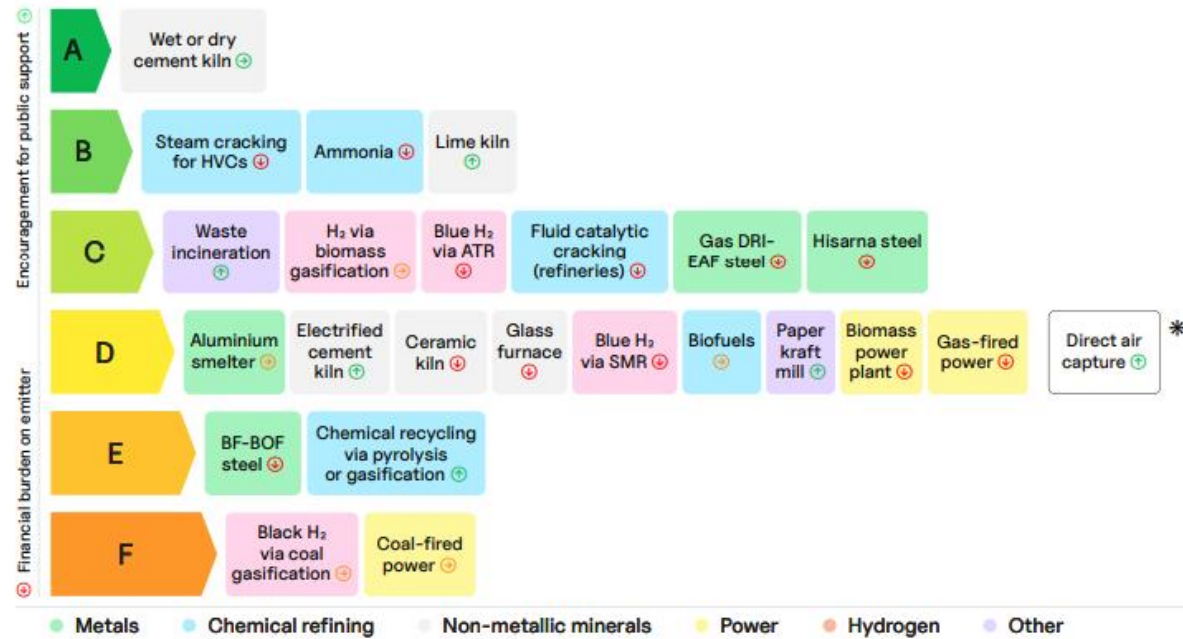 Encouragement for public support ↑
Financial burden on emitter ↓
A
Wet or dry
cement kiln →
B
Steam cracking
for HVCs ↓
Ammonia ↓
Lime kiln
↑
C
Waste
incineration
↑
H₂ via
biomass
gasification →
Blue H₂
via ATR
↓
Fluid catalytic
cracking
(refineries) ↓
Gas DRI-
EAF steel ↓
Hisarna steel
↓
D
Aluminium
smelter →
Electrified
cement
kiln ↑
Ceramic
kiln ↓
Glass
furnace
↓
Blue H₂
via SMR ↓
Biofuels
→
Paper
kraft
mill ↑
Biomass
power
plant ↓
Gas-fired
power ↓
Direct air
capture ↑
*
E
BF-BOF
steel ↓
Chemical recycling
via pyrolysis
or gasification ↑
F
Black H₂
via coal
gasification →
Coal-fired
power →
Metals
Chemical refining
Non-metallic minerals
Power
Hydrogen
Other